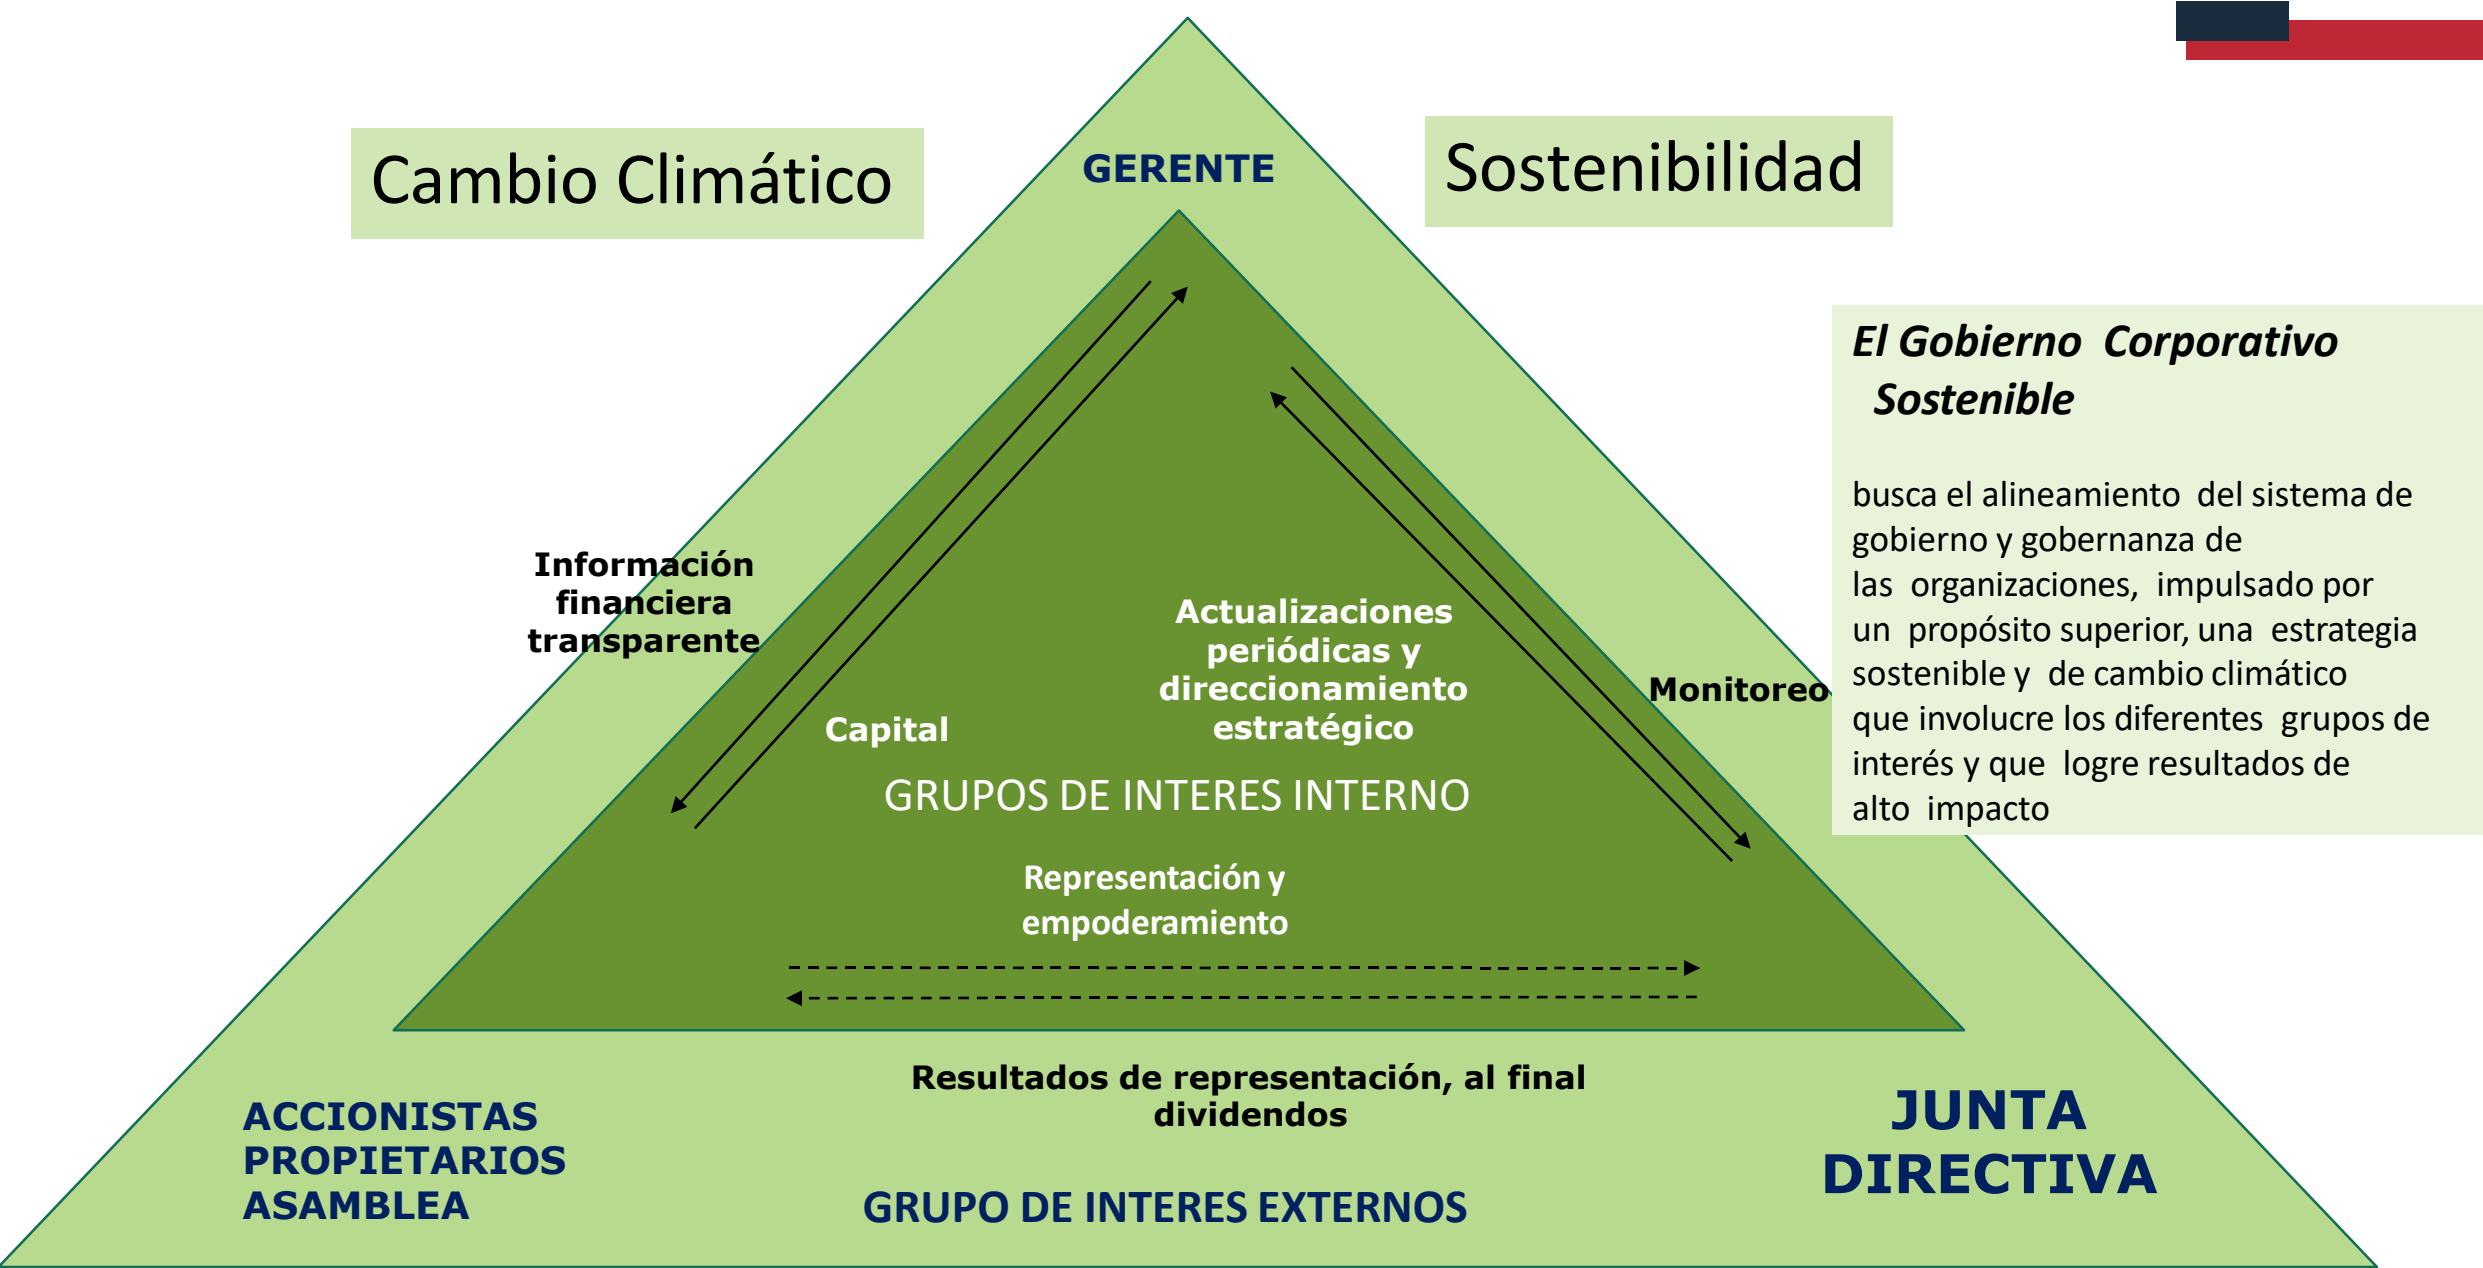 Cambio Climático
GERENTE
Sostenibilidad
El Gobierno Corporativo
Sostenible
busca el alineamiento del sistema de
gobierno y gobernanza de
las organizaciones, impulsado por
un propósito superior, una estrategia
sostenible y de cambio climático
que involucre los diferentes grupos de
interés y que logre resultados de
alto impacto
Información
financiera
transparente
Capital
Actualizaciones
periódicas y
direccionamiento
estratégico
Monitoreo
GRUPOS DE INTERES INTERNO
Representación y
empoderamiento
Resultados de representación, al final
dividendos
ACCIONISTAS
PROPIETARIOS
ASAMBLEA
GRUPO DE INTERES EXTERNOS
JUNTA
DIRECTIVA